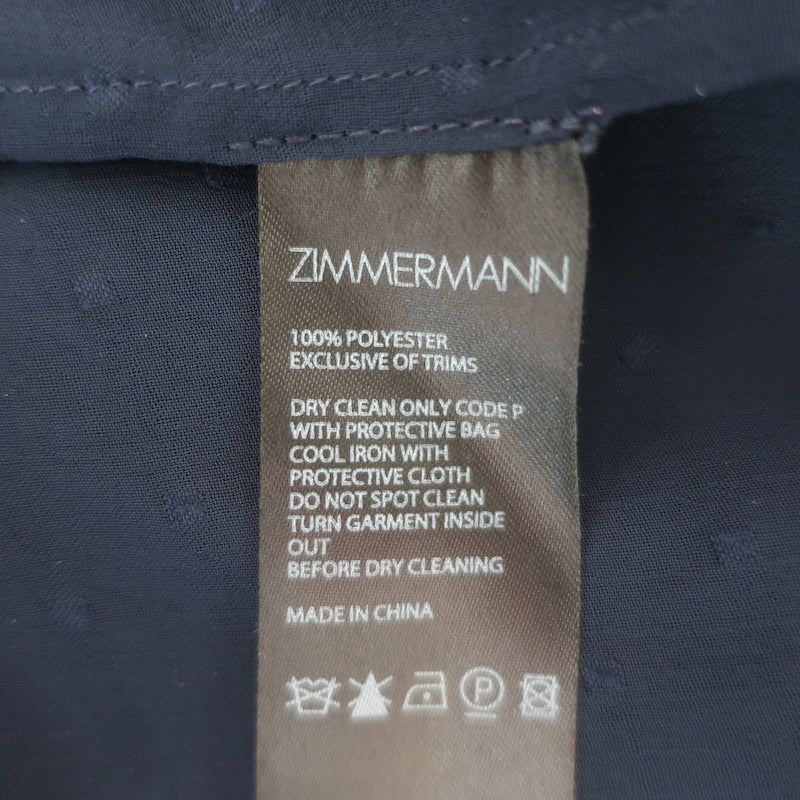 ZIMMERMANN
100% POLYESTER
EXCLUSIVE OF TRIMS
DRY CLEAN ONLY CODE P
WITH PROTECTIVE BAG
COOL IRON WITH
PROTECTIVE CLOTH
DO NOT SPOT CLEAN
TURN GARMENT INSIDE
OUT
BEFORE DRY CLEANING
MADE IN CHINA
P